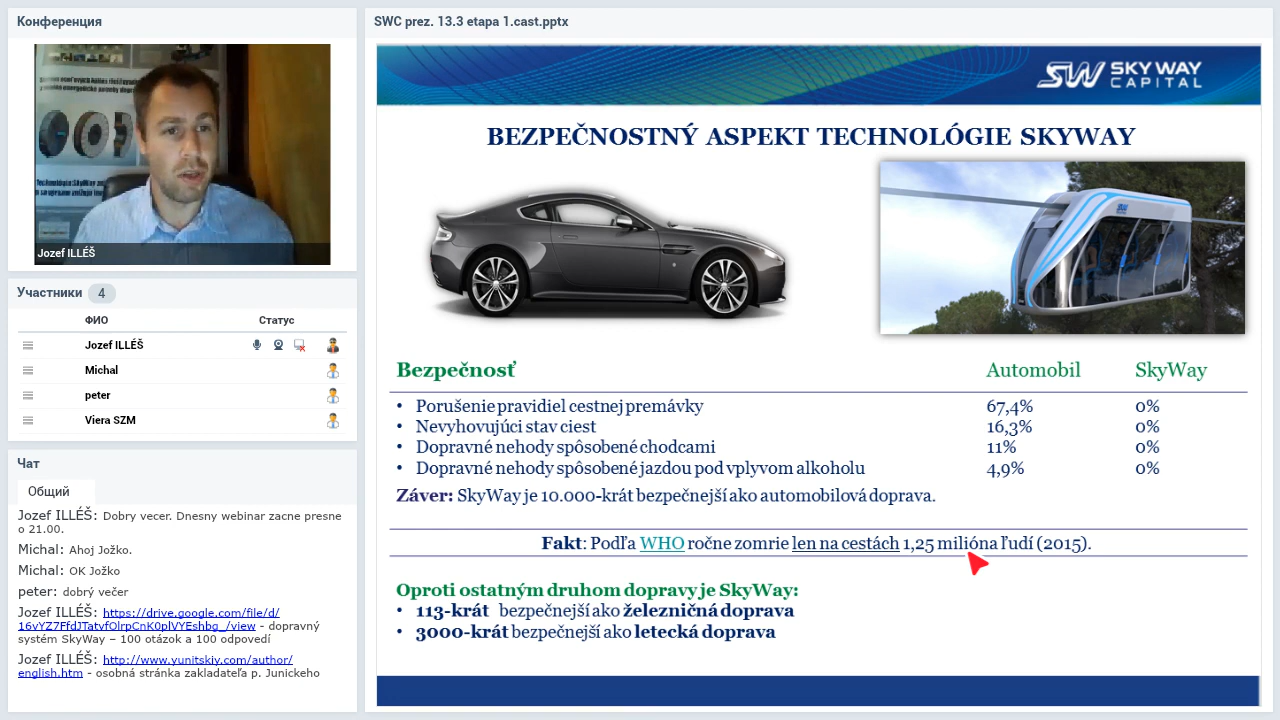 Конференция
Jozef ILLÉŠ
Участники 4
ФИО Статус
Jozef ILLÉŠ
Michal
peter
Viera SZM
Чат
Общий
Jozef ILLÉŠ: Dobry vecer. Dnesny webinar zacne presne
o 21.00.
Michal: Ahoj Jožko.
Michal: OK Jožko
peter: dobrý večer
Jozef ILLÉŠ: https://drive.google.com/file/d/
16vYZ7FfdJTatvfOlrpCnK0plVYEshbg_/view - dopravný
systém SkyWay – 100 otázok a 100 odpovedí
Jozef ILLÉŠ: http://www.yunitskiy.com/author/
english.htm - osobná stránka zakladateľa p. Junickeho
SWC prez. 13.3 etapa 1.cast.pptx
SW SKY WAY
CAPITAL
BEZPEČNOSTNÝ ASPEKT TECHNOLÓGIE SKYWAY
Bezpečnosť Automobil SkyWay
• Porušenie pravidiel cestnej premávky 67,4% 0%
• Nevyhovujúci stav ciest 16,3% 0%
• Dopravné nehody spôsobené chodcami 11% 0%
• Dopravné nehody spôsobené jazdou pod vplyvom alkoholu 4,9% 0%
Záver: SkyWay je 10.000-krát bezpečnejší ako automobilová doprava.
Fakt: Podľa WHO ročne zomrie len na cestách 1,25 milióna ľudí (2015).
Oproti ostatným druhom dopravy je SkyWay:
• 113-krát bezpečnejší ako železničná doprava
• 3000-krát bezpečnejší ako letecká doprava